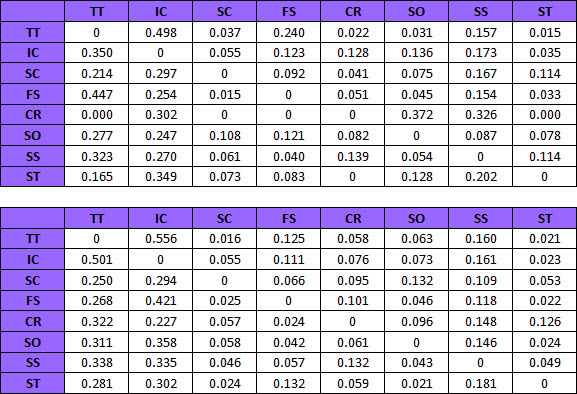 TT IC SC FS CR SO SS ST
TT 0 0.498 0.037 0.240 0.022 0.031 0.157 0.015
IC 0.350 0 0.055 0.123 0.128 0.136 0.173 0.035
SC 0.214 0.297 0 0.092 0.041 0.075 0.167 0.114
FS 0.447 0.254 0.015 0 0.051 0.045 0.154 0.033
CR 0.000 0.302 0 0 0 0.372 0.326 0.000
SO 0.277 0.247 0.108 0.121 0.082 0 0.087 0.078
SS 0.323 0.270 0.061 0.040 0.139 0.054 0 0.114
ST 0.165 0.349 0.073 0.083 0 0.128 0.202 0
TT IC SC FS CR SO SS ST
TT 0 0.556 0.016 0.125 0.058 0.063 0.160 0.021
IC 0.501 0 0.055 0.111 0.076 0.073 0.161 0.023
SC 0.250 0.294 0 0.066 0.095 0.132 0.109 0.053
FS 0.268 0.421 0.025 0 0.101 0.046 0.118 0.022
CR 0.322 0.227 0.057 0.024 0 0.096 0.148 0.126
SO 0.311 0.358 0.058 0.042 0.061 0 0.146 0.024
SS 0.338 0.335 0.046 0.057 0.132 0.043 0 0.049
ST 0.281 0.302 0.024 0.132 0.059 0.021 0.181 0